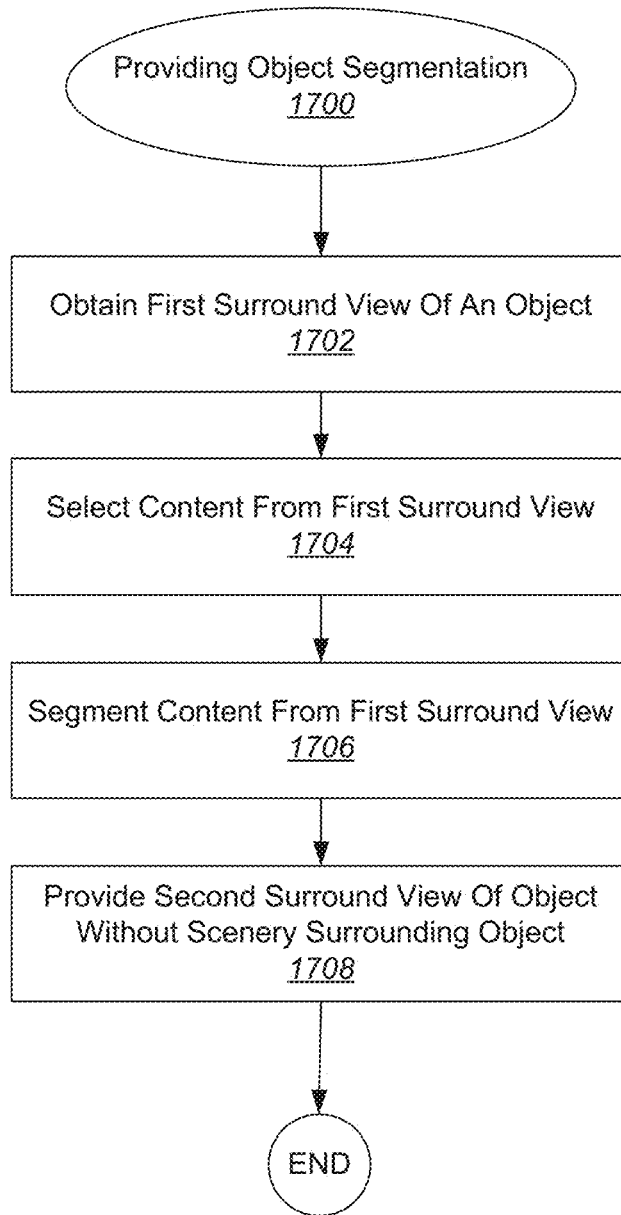 Providing Object Segmentation
1700
Obtain First Surround View Of An Object
1702
Select Content From First Surround View
1704
Segment Content From First Surround View
1706
Provide Second Surround View Of Object
Without Scenery Surrounding Object
1708
END